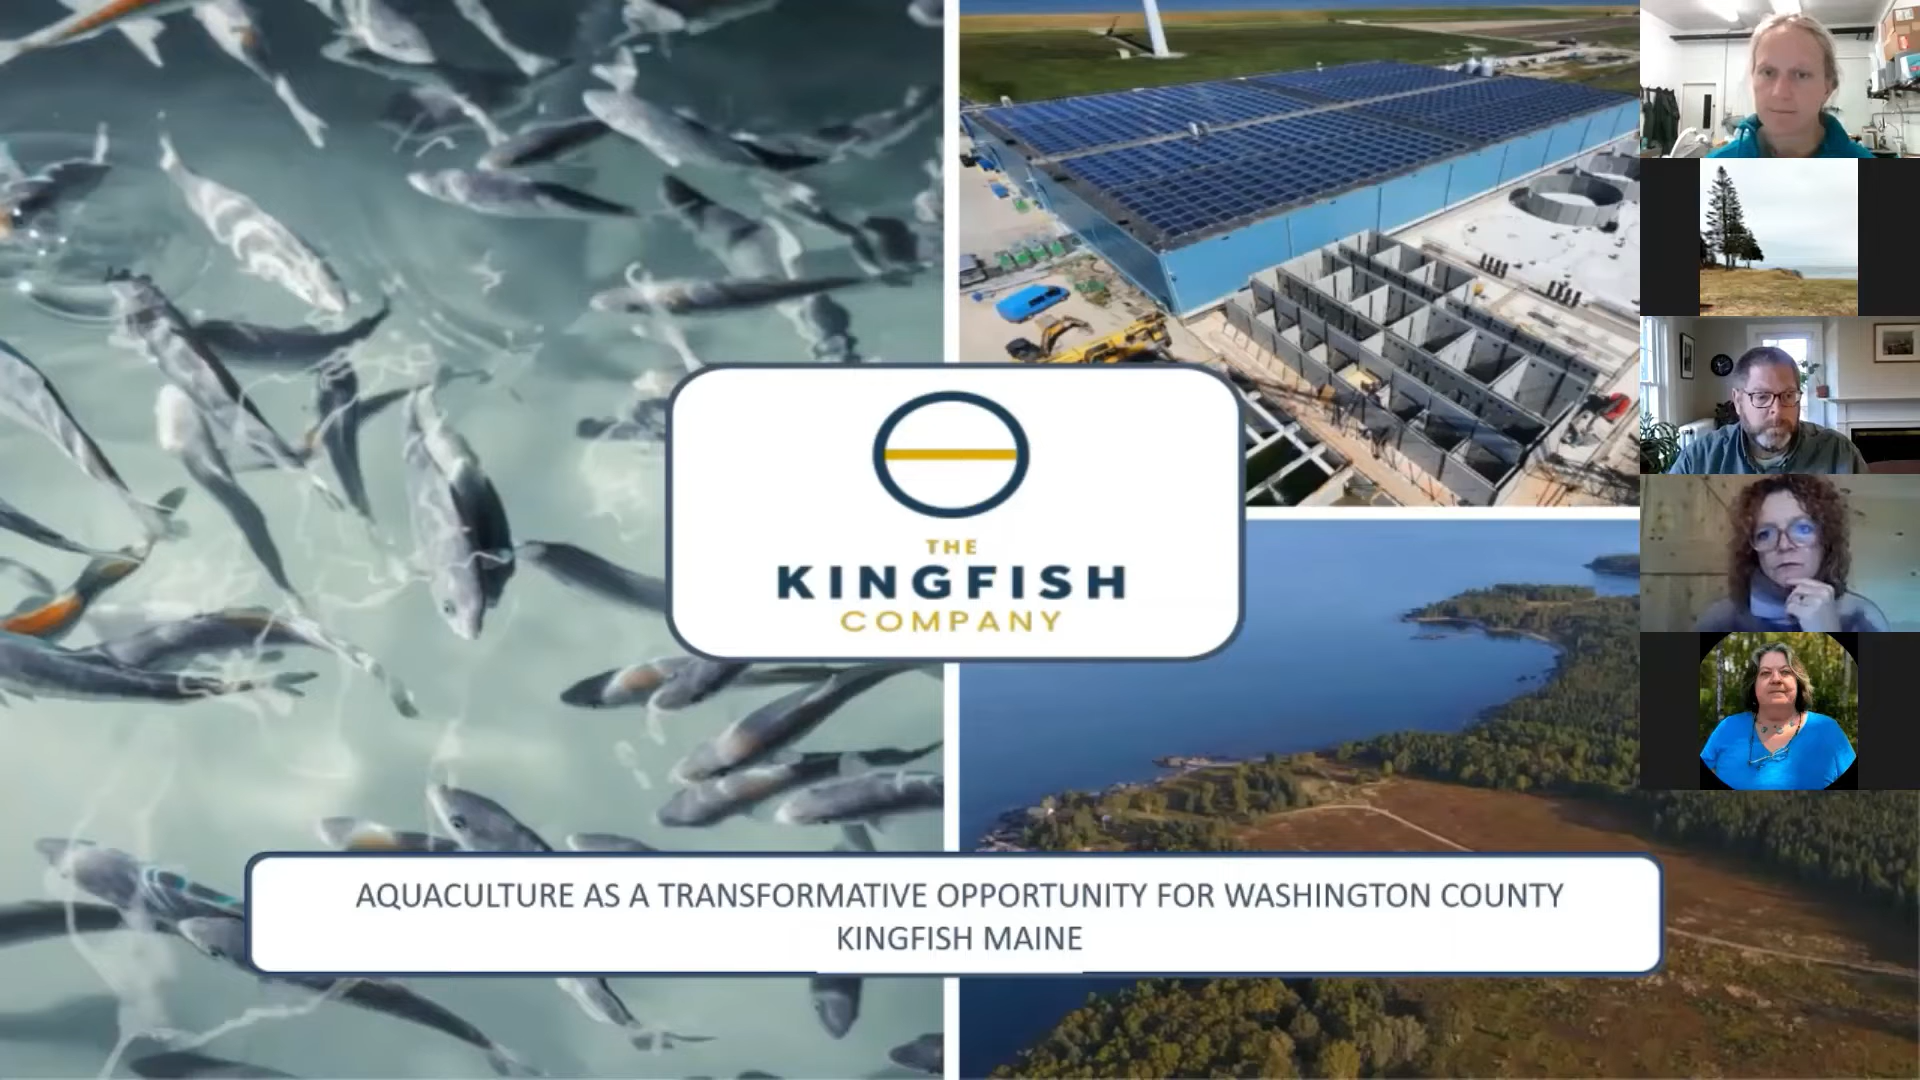 THE
KINGFISH
COMPANY
AQUACULTURE AS A TRANSFORMATIVE OPPORTUNITY FOR WASHINGTON COUNTY
KINGFISH MAINE